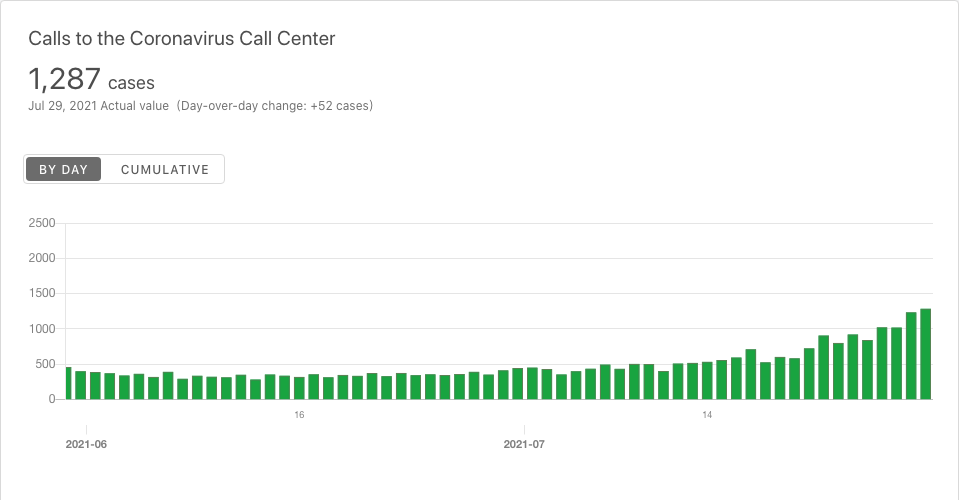 Calls to the Coronavirus Call Center
1,287 cases
Jul 29, 2021 Actual value (Day-over-day change: +52 cases)
BY DAY CUMULATIVE
2500
2000
1500
1000
500
0
16 14
2021-06 2021-07